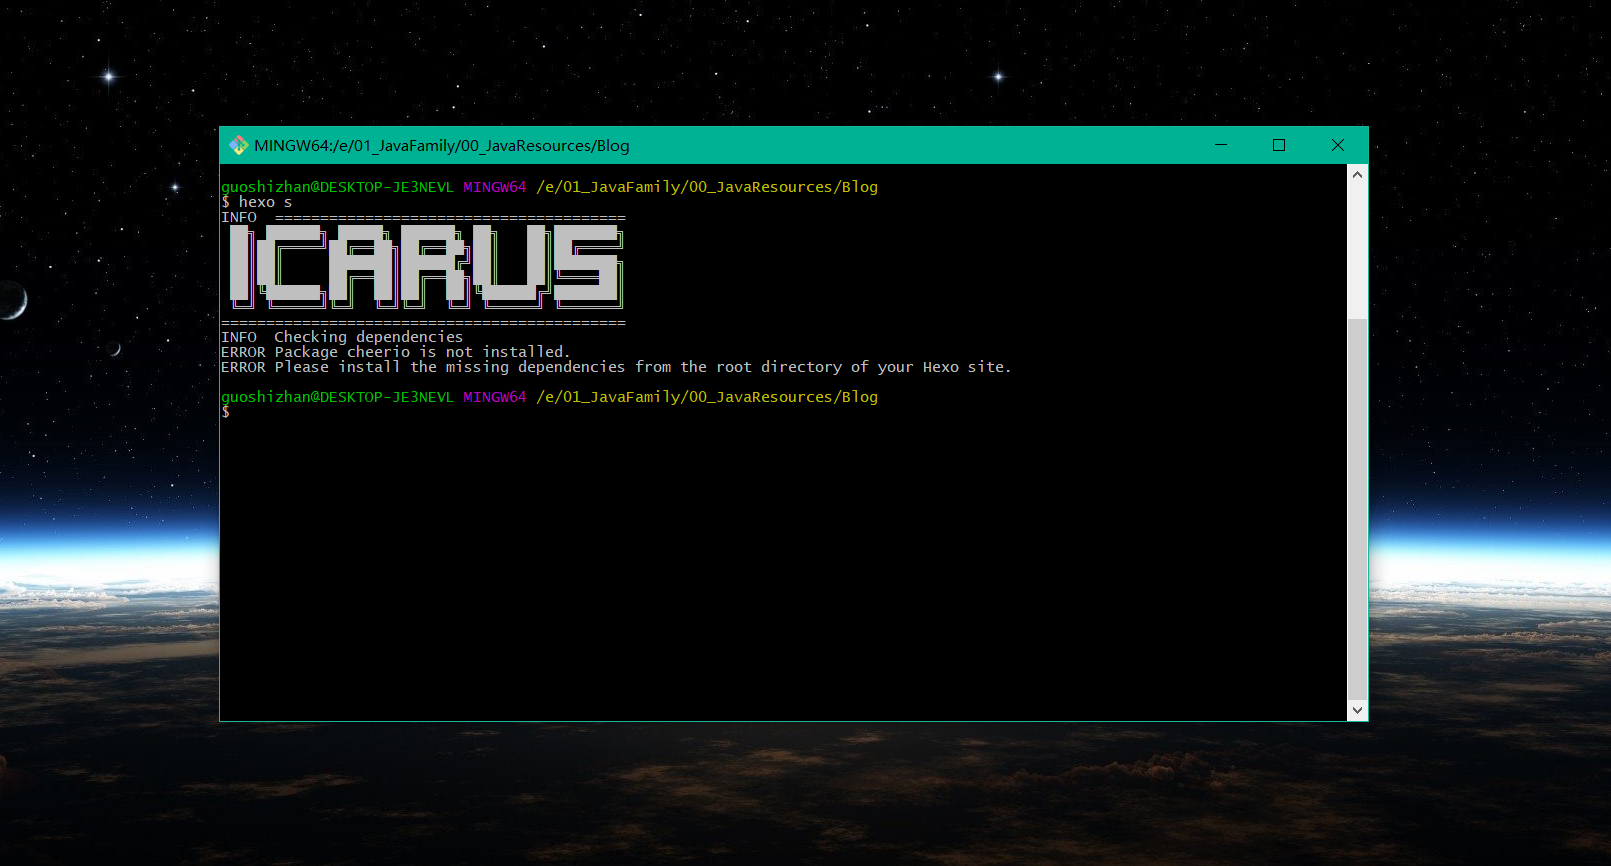 MINGW64:/e/01_JavaFamily/00_JavaResources/Blog
guoshizhan@DESKTOP-JE3NEVL MINGW64 /e/01_JavaFamily/00_JavaResources/Blog
$ hexo s
INFO  =======================================
ICARUS
=============================================
INFO  Checking dependencies
ERROR Package cheerio is not installed.
ERROR Please install the missing dependencies from the root directory of your Hexo site.
guoshizhan@DESKTOP-JE3NEVL MINGW64 /e/01_JavaFamily/00_JavaResources/Blog
$